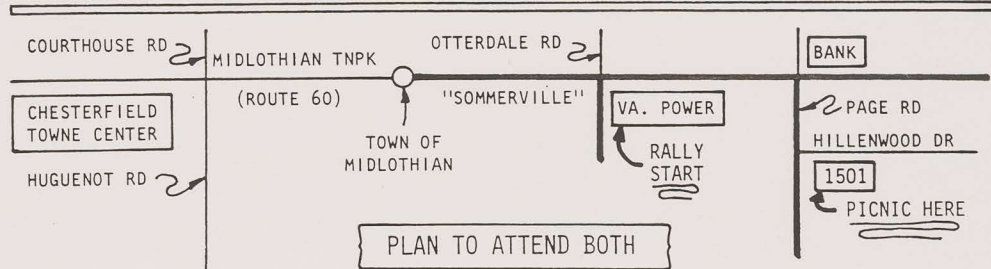 COURTHOUSE RD
MIDLOTHIAN TNPK
(ROUTE 60)
CHESTERFIELD
TOWNE CENTER
HUGUENOT RD
TOWN OF
MIDLOTHIAN
OTTERDALE RD
"SOMMERVILLE"
VA. POWER
RALLY
START
BANK
PAGE RD
HILLENWOOD DR
1501
PICNIC HERE
PLAN TO ATTEND BOTH